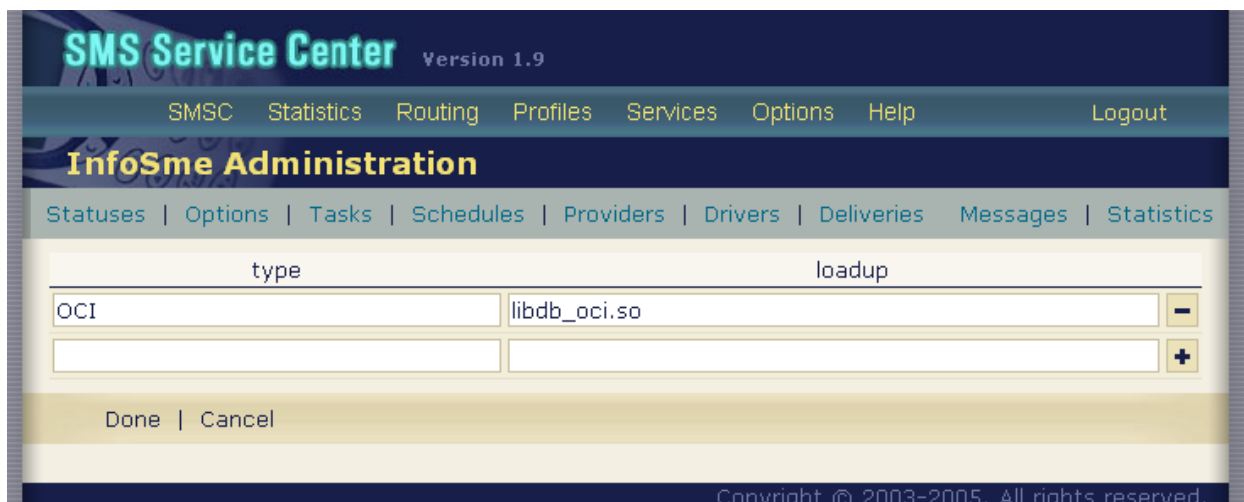 SMS Service Center Version 1.9
SMSC Statistics Routing Profiles Services Options Help Logout
InfoSme Administration
Statuses | Options | Tasks | Schedules | Providers | Drivers | Deliveries Messages | Statistics
type loadup
OCI libdb_oci.so
Done | Cancel
Copyright © 2003-2005. All rights reserved